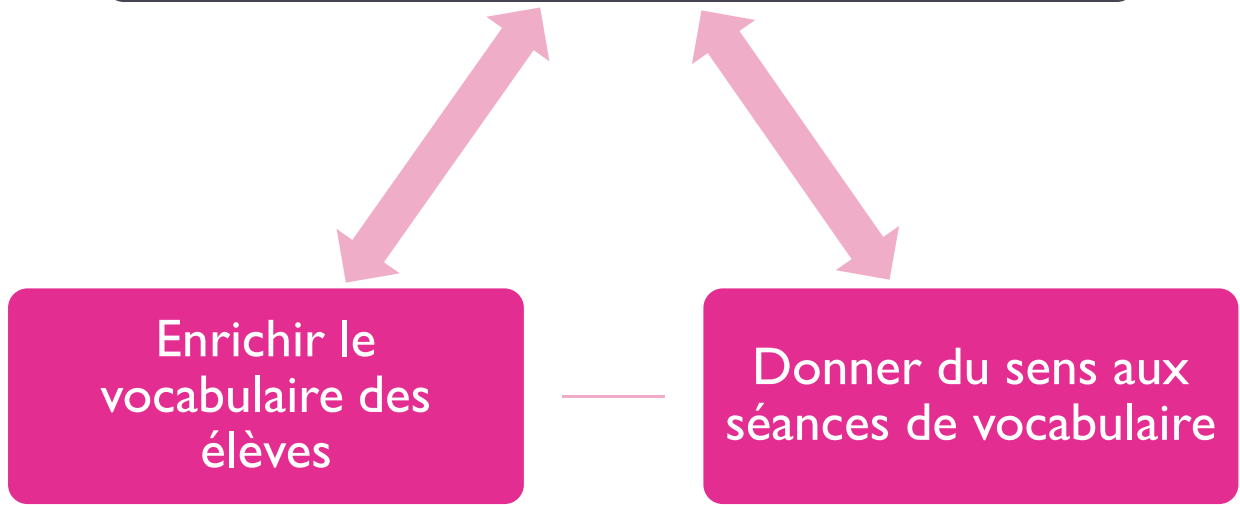 Enrichir le
vocabulaire des
élèves
Donner du sens aux
séances de vocabulaire